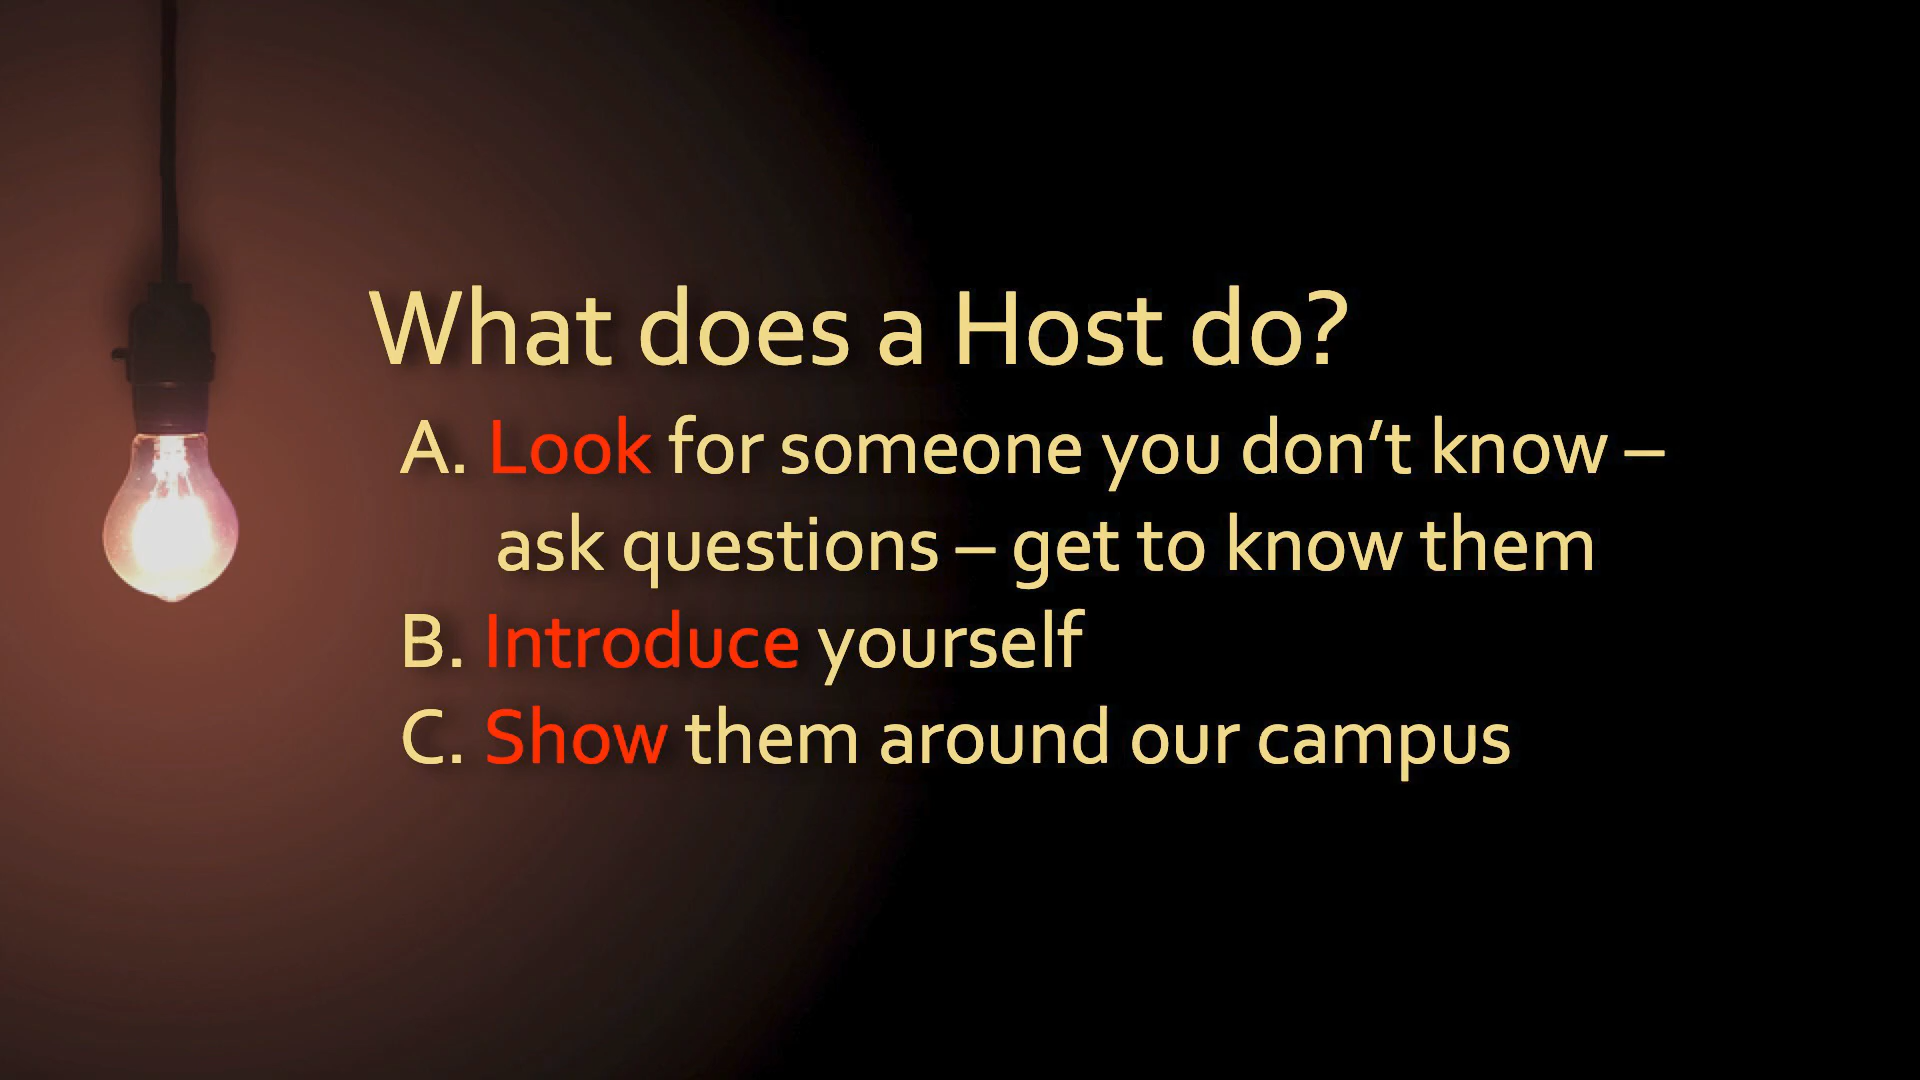 What does a Host do?
A. Look for someone you don’t know –
ask questions – get to know them
B. Introduce yourself
C. Show them around our campus